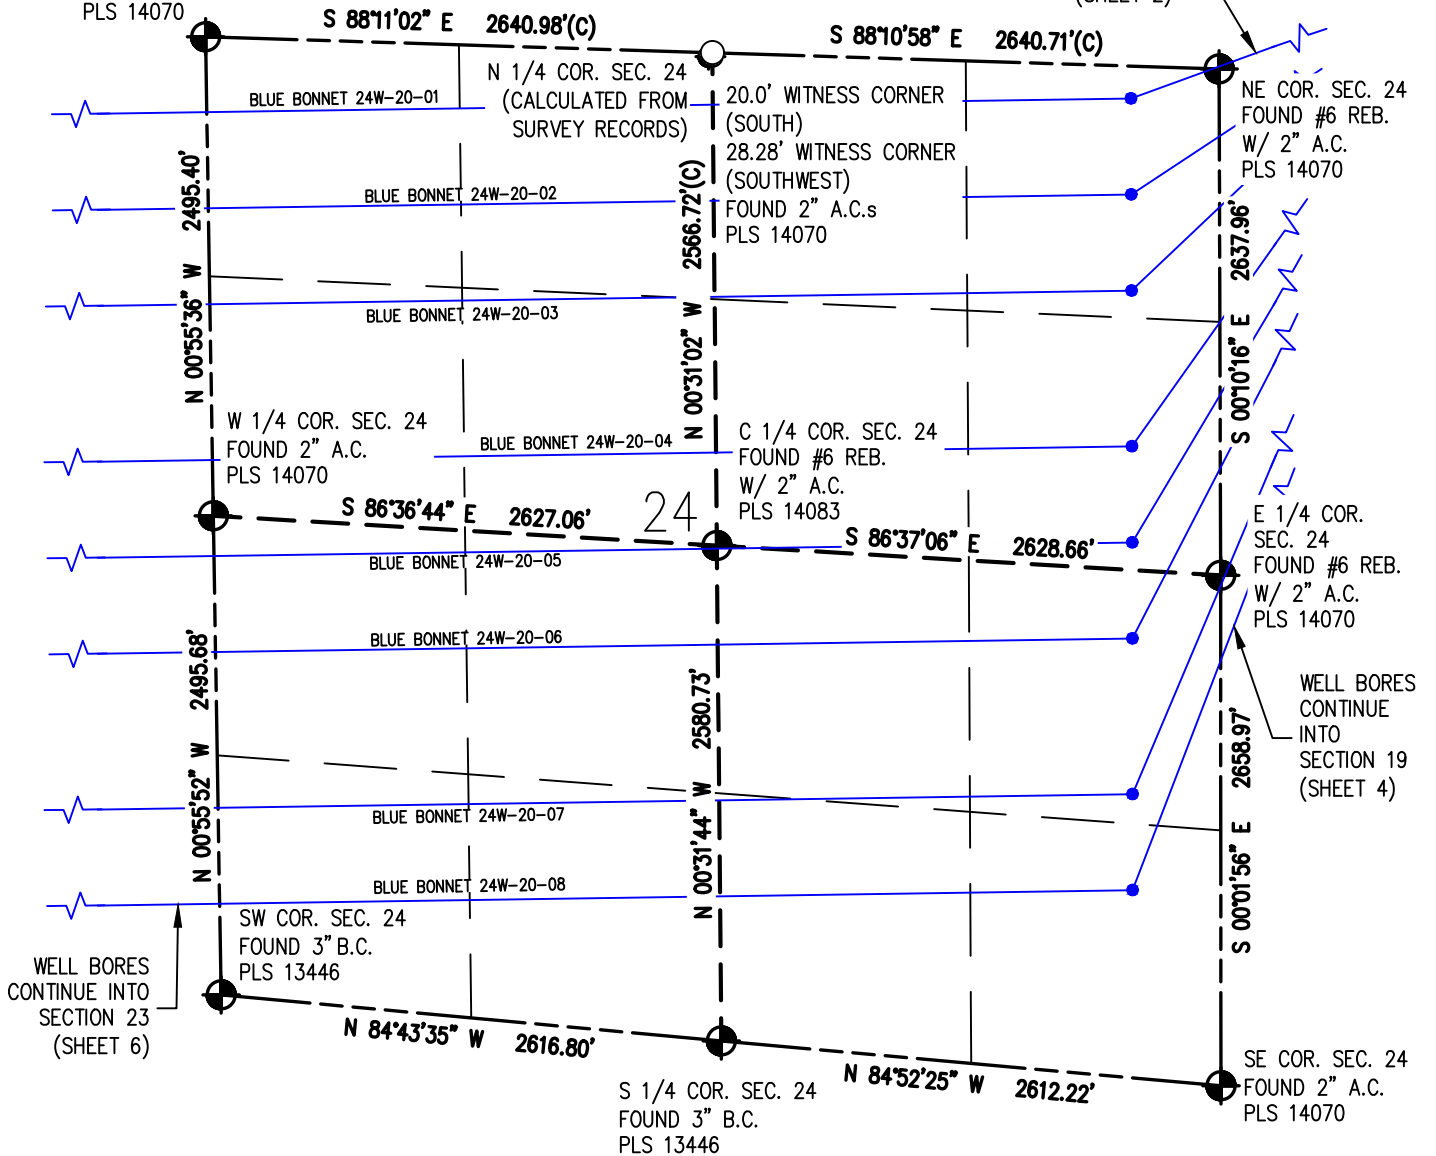 PLS 14070
S 88°11'02" E 2640.98'(C)
S 88°10'58" E 2640.71'(C)
N 1/4 COR. SEC. 24
(CALCULATED FROM
SURVEY RECORDS)
20.0' WITNESS CORNER
(SOUTH)
28.28' WITNESS CORNER
(SOUTHWEST)
FOUND 2" A.C.s
PLS 14070
NE COR. SEC. 24
FOUND #6 REB.
W/ 2" A.C.
PLS 14070
BLUE BONNET 24W-20-01
BLUE BONNET 24W-20-02
BLUE BONNET 24W-20-03
N 00°55'36" W 2495.40'
N 00°31'02" W 2566.72'(C)
S 00°10'16" E 2637.96'
W 1/4 COR. SEC. 24
FOUND 2" A.C.
PLS 14070
BLUE BONNET 24W-20-04
C 1/4 COR. SEC. 24
FOUND #6 REB.
W/ 2" A.C.
PLS 14083
24
S 86°36'44" E 2627.06'
S 86°37'06" E 2628.66'
E 1/4 COR.
SEC. 24
FOUND #6 REB.
W/ 2" A.C.
PLS 14070
BLUE BONNET 24W-20-05
BLUE BONNET 24W-20-06
BLUE BONNET 24W-20-07
BLUE BONNET 24W-20-08
N 00°55'52" W 2495.68'
N 00°31'44" W 2580.73'
S 00°01'56" E 2658.97'
WELL BORES
CONTINUE
INTO
SECTION 19
(SHEET 4)
SW COR. SEC. 24
FOUND 3" B.C.
PLS 13446
WELL BORES
CONTINUE INTO
SECTION 23
(SHEET 6)
N 84°43'35" W 2616.80'
N 84°52'25" W 2612.22'
S 1/4 COR. SEC. 24
FOUND 3" B.C.
PLS 13446
SE COR. SEC. 24
FOUND 2" A.C.
PLS 14070